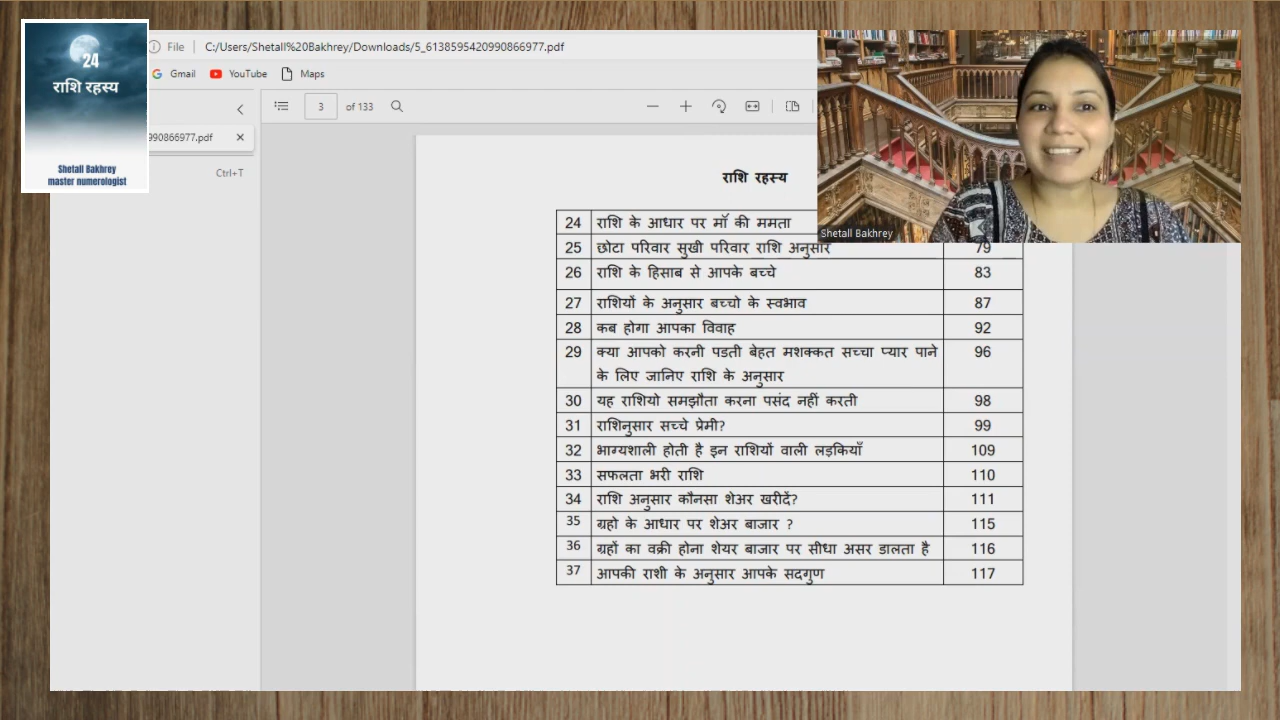 24
राशि रहस्य
Shetall Bakhrey
master numerologist
File C:/Users/Shetall%20Bakhrey/Downloads/5_6138595420990866977.pdf
Gmail YouTube Maps
3 of 133
990866977.pdf
Ctrl+T
राशि रहस्य
24 राशि के आधार पर माँ की ममता
25 छोटा परिवार सुखी परिवार राशि अनुसार 79
26 राशि के हिसाब से आपके बच्चे 83
27 राशियों के अनुसार बच्चो के स्वभाव 87
28 कब होगा आपका विवाह 92
29 क्या आपको करनी पडती बेहत मशक्कत सच्चा प्यार पाने 96
के लिए जानिए राशि के अनुसार
30 यह राशियो समझौता करना पसंद नहीं करती 98
31 राशिनुसार सच्चे प्रेमी? 99
32 भाग्यशाली होती है इन राशियों वाली लड़कियाँ 109
33 सफलता भरी राशि 110
34 राशि अनुसार कौनसा शेअर खरीदें? 111
35 ग्रहो के आधार पर शेअर बाजार ? 115
36 ग्रहों का वक्री होना शेयर बाजार पर सीधा असर डालता है 116
37 आपकी राशी के अनुसार आपके सदगुण 117
Shetall Bakhrey